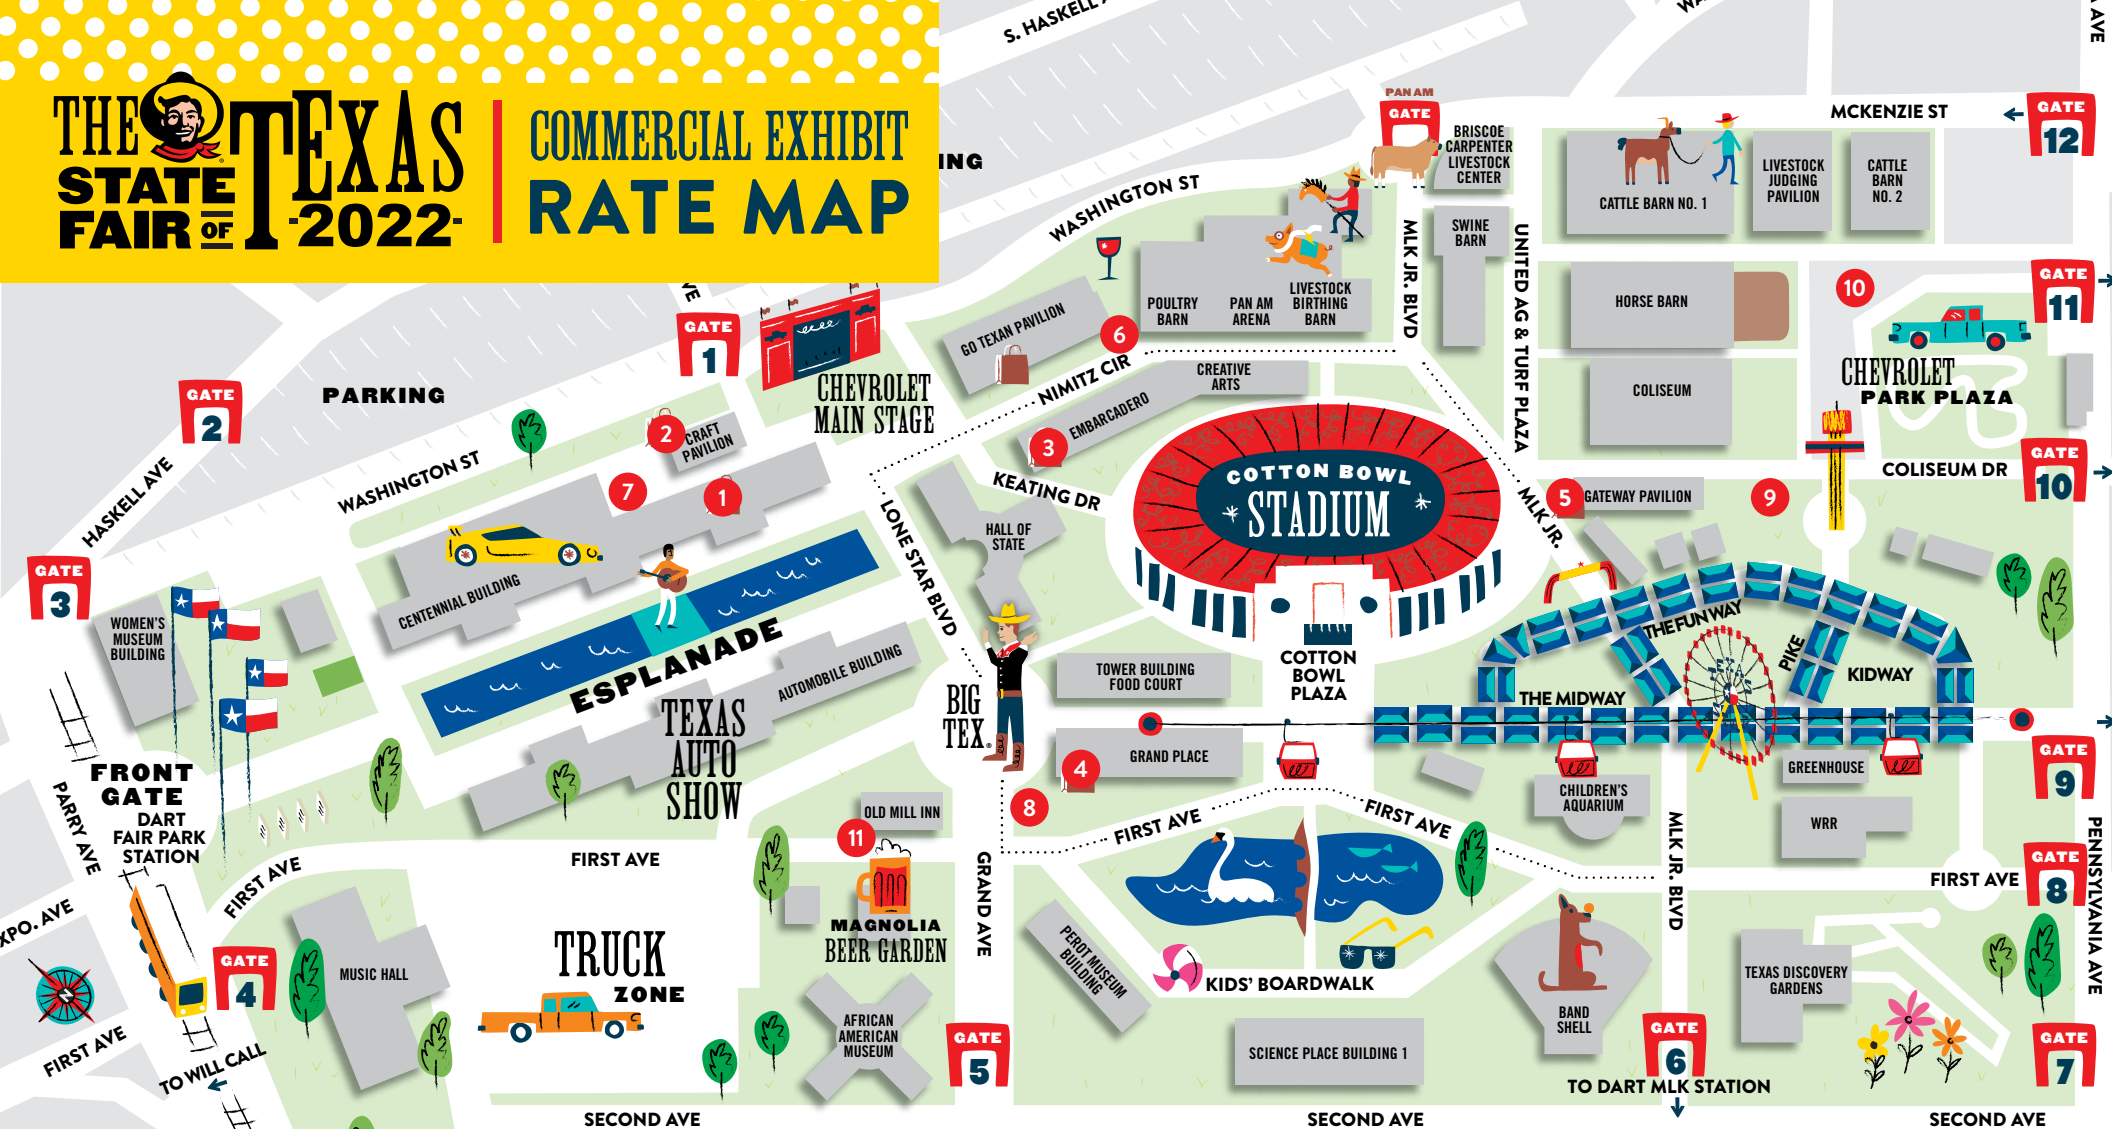 THE
STATE
FAIR OF
TEXAS
-2022-
COMMERCIAL EXHIBIT
RATE MAP
S. HASKELL
ING
WASHINGTON ST
PAN AM
GATE
BRISCOE
CARPENTER
LIVESTOCK
CENTER
MCKENZIE ST
GATE
12
AVE
CATTLE BARN NO. 1
LIVESTOCK
JUDGING
PAVILION
CATTLE
BARN
NO. 2
SWINE
BARN
MLK JR. BLVD
UNITED AG & TURF PLAZA
POULTRY
BARN
PAN AM
ARENA
LIVESTOCK
BIRTHING
BARN
HORSE BARN
10
GATE
11
GO TEXAN PAVILION
6
NIMITZ CIR
CREATIVE
ARTS
EMBARCADERO
3
COLISEUM
CHEVROLET
PARK PLAZA
GATE
1
CHEVROLET
MAIN STAGE
GATE
2
PARKING
2
CRAFT
PAVILION
WASHINGTON ST
HASKELL AVE
7
1
KEATING DR
COTTON BOWL
STADIUM
COLISEUM DR
GATE
10
5
GATEWAY PAVILION
9
MLK JR.
LONE STAR BLVD
HALL OF
STATE
GATE
3
CENTENNIAL BUILDING
WOMEN'S
MUSEUM
BUILDING
ESPLANADE
AUTOMOBILE BUILDING
TEXAS
AUTO
SHOW
BIG
TEX®
TOWER BUILDING
FOOD COURT
COTTON
BOWL
PLAZA
THE FUN WAY
PIKE
KIDWAY
THE MIDWAY
GRAND PLACE
4
8
GREENHOUSE
CHILDREN'S
AQUARIUM
WRR
GATE
9
FRONT
GATE
DART
FAIR PARK
STATION
PARRY AVE
OLD MILL INN
11
FIRST AVE
FIRST AVE
FIRST AVE
FIRST AVE
GRAND AVE
MLK JR. BLVD
FIRST AVE
GATE
8
PENNSYLVANIA AVE
XPO. AVE
GATE
4
MUSIC HALL
TRUCK
ZONE
MAGNOLIA
BEER GARDEN
PEROT MUSEUM
BUILDING
KIDS' BOARDWALK
TEXAS DISCOVERY
GARDENS
BAND
SHELL
N
FIRST AVE
TO WILL CALL
AFRICAN
AMERICAN
MUSEUM
GATE
5
SCIENCE PLACE BUILDING 1
GATE
6
TO DART MLK STATION
GATE
7
SECOND AVE
SECOND AVE
SECOND AVE